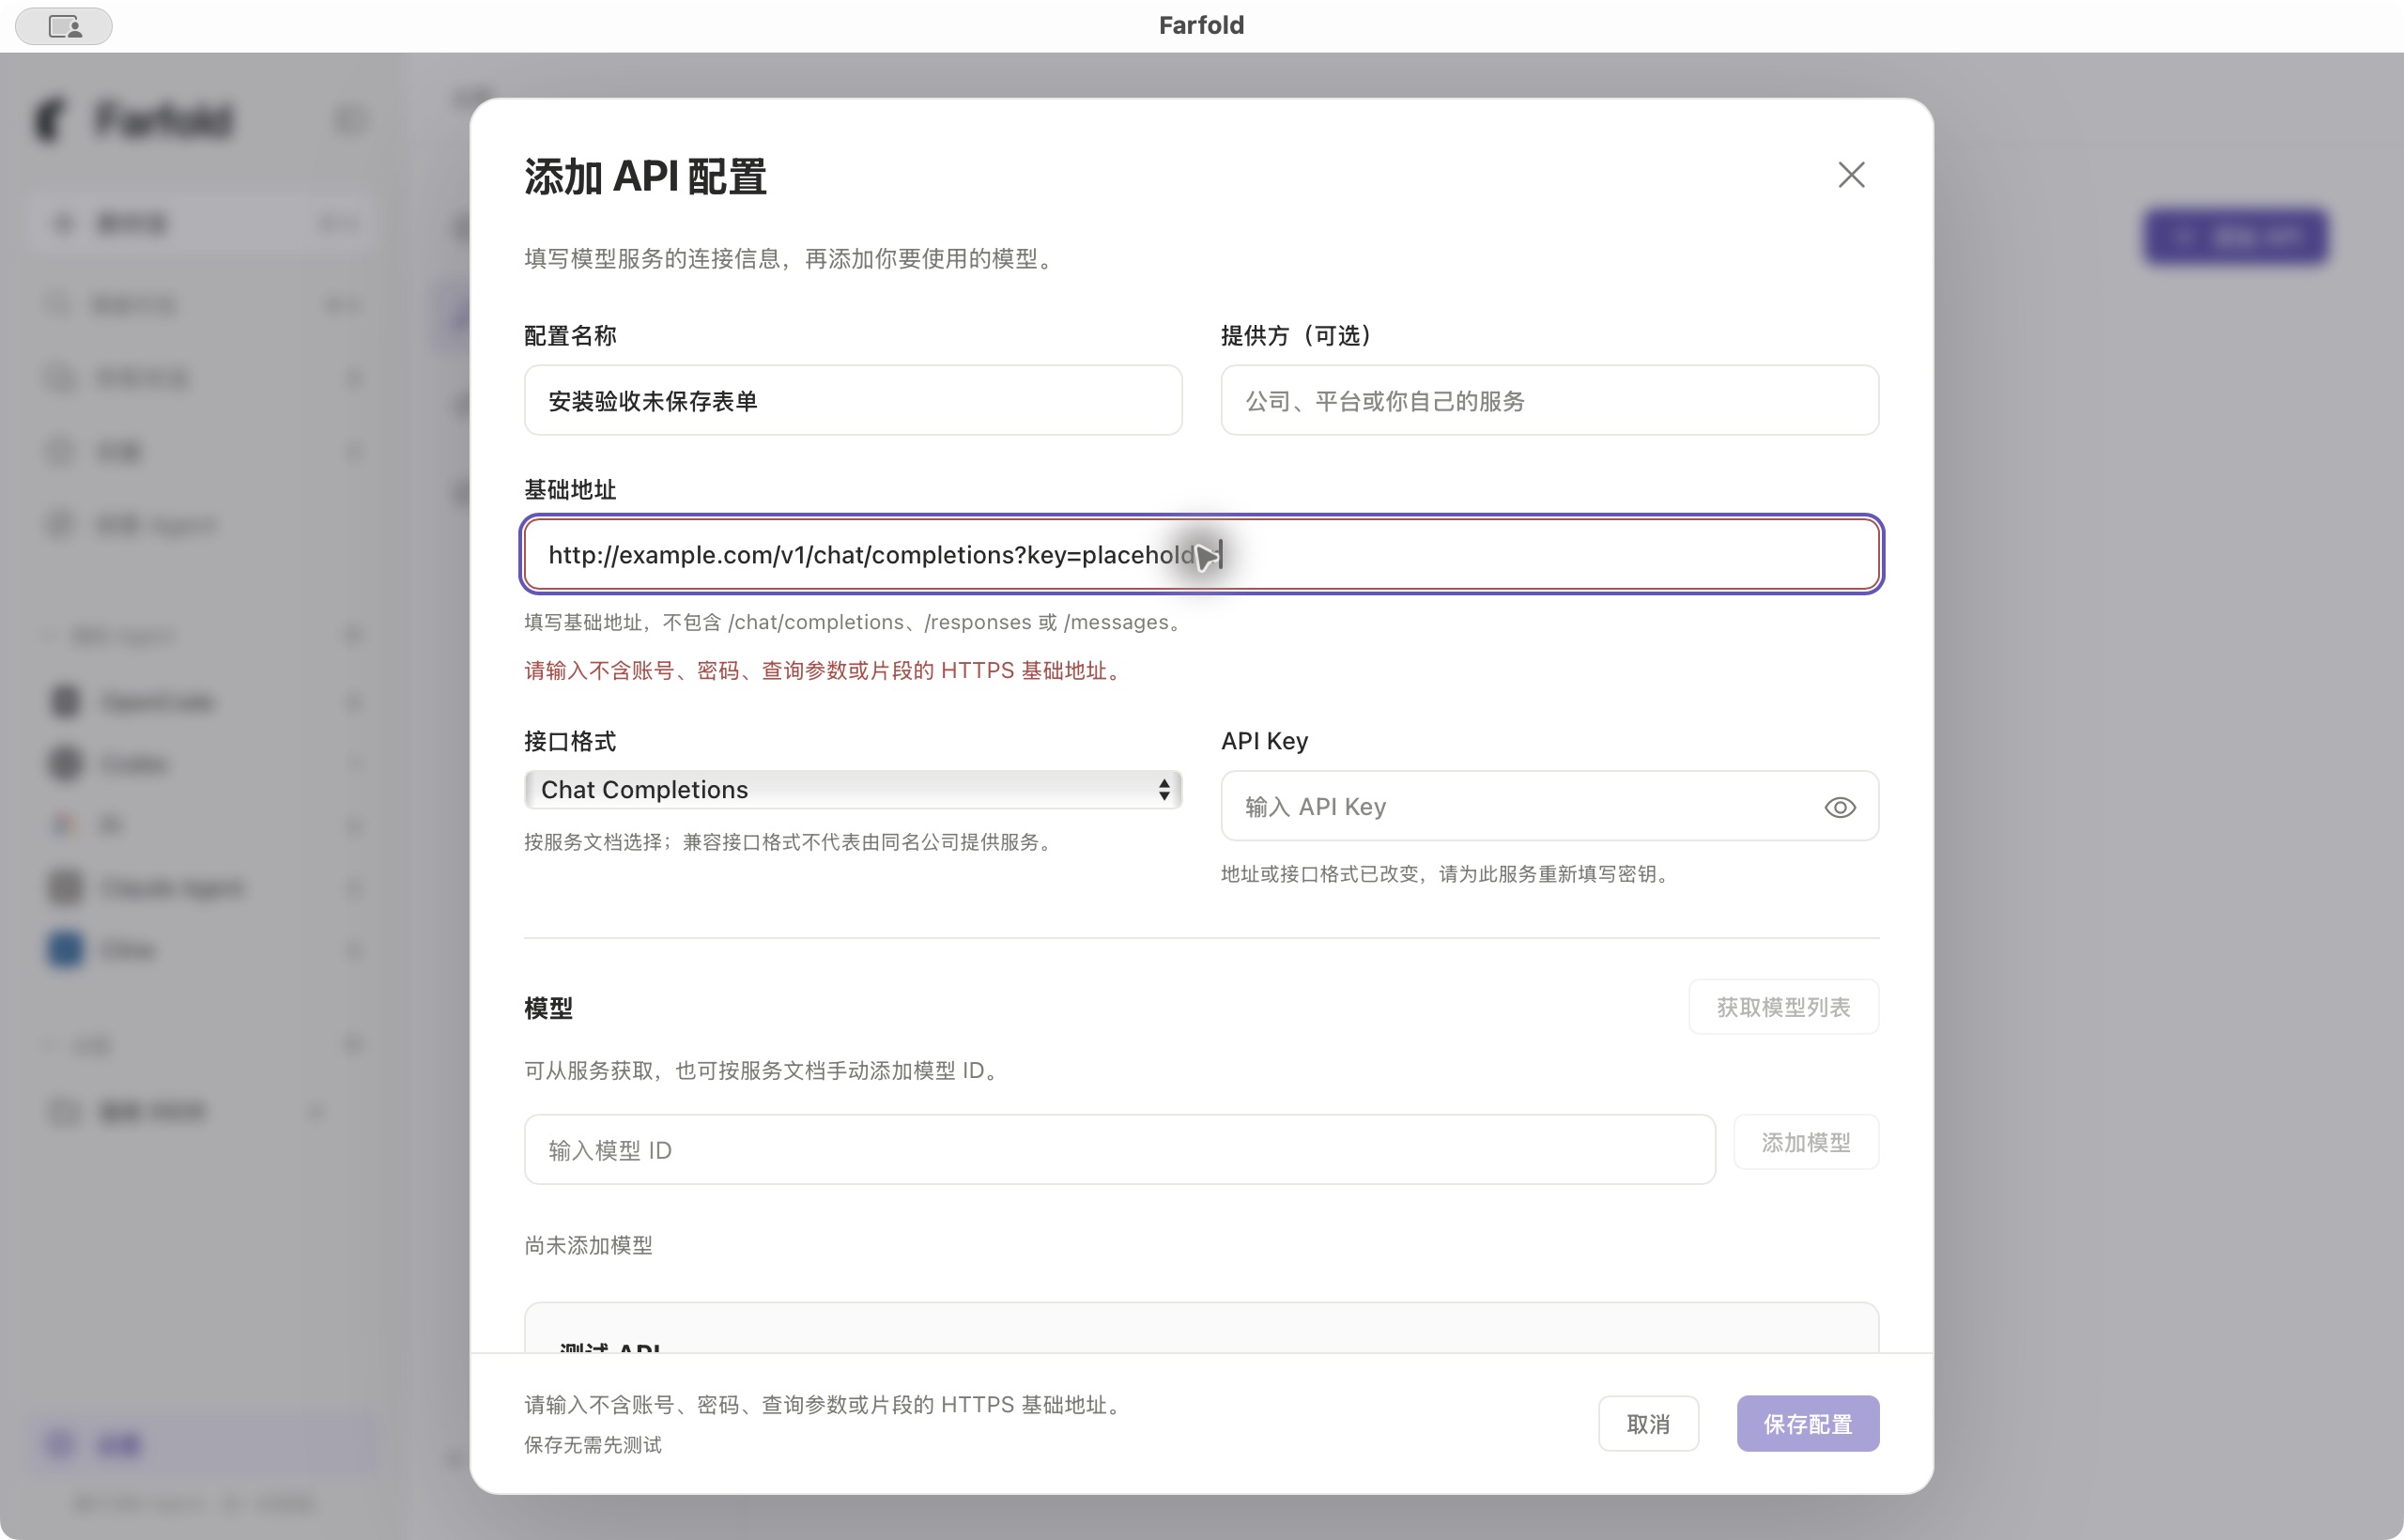 Farfold
Farfold
添加 API 配置
填写模型服务的连接信息，再添加你要使用的模型。
配置名称
提供方（可选）
安装验收未保存表单
公司、平台或你自己的服务
基础地址
http://example.com/v1/chat/completions?key=placehold
填写基础地址，不包含 /chat/completions、/responses 或 /messages。
请输入不含账号、密码、查询参数或片段的 HTTPS 基础地址。
接口格式
API Key
Chat Completions
输入 API Key
按服务文档选择；兼容接口格式不代表由同名公司提供服务。
地址或接口格式已改变，请为此服务重新填写密钥。
模型
获取模型列表
可从服务获取，也可按服务文档手动添加模型 ID。
输入模型 ID
添加模型
尚未添加模型
测试 API
请输入不含账号、密码、查询参数或片段的 HTTPS 基础地址。
保存无需先测试
取消
保存配置
OpenCode
Codex
Claude Agent
Cline